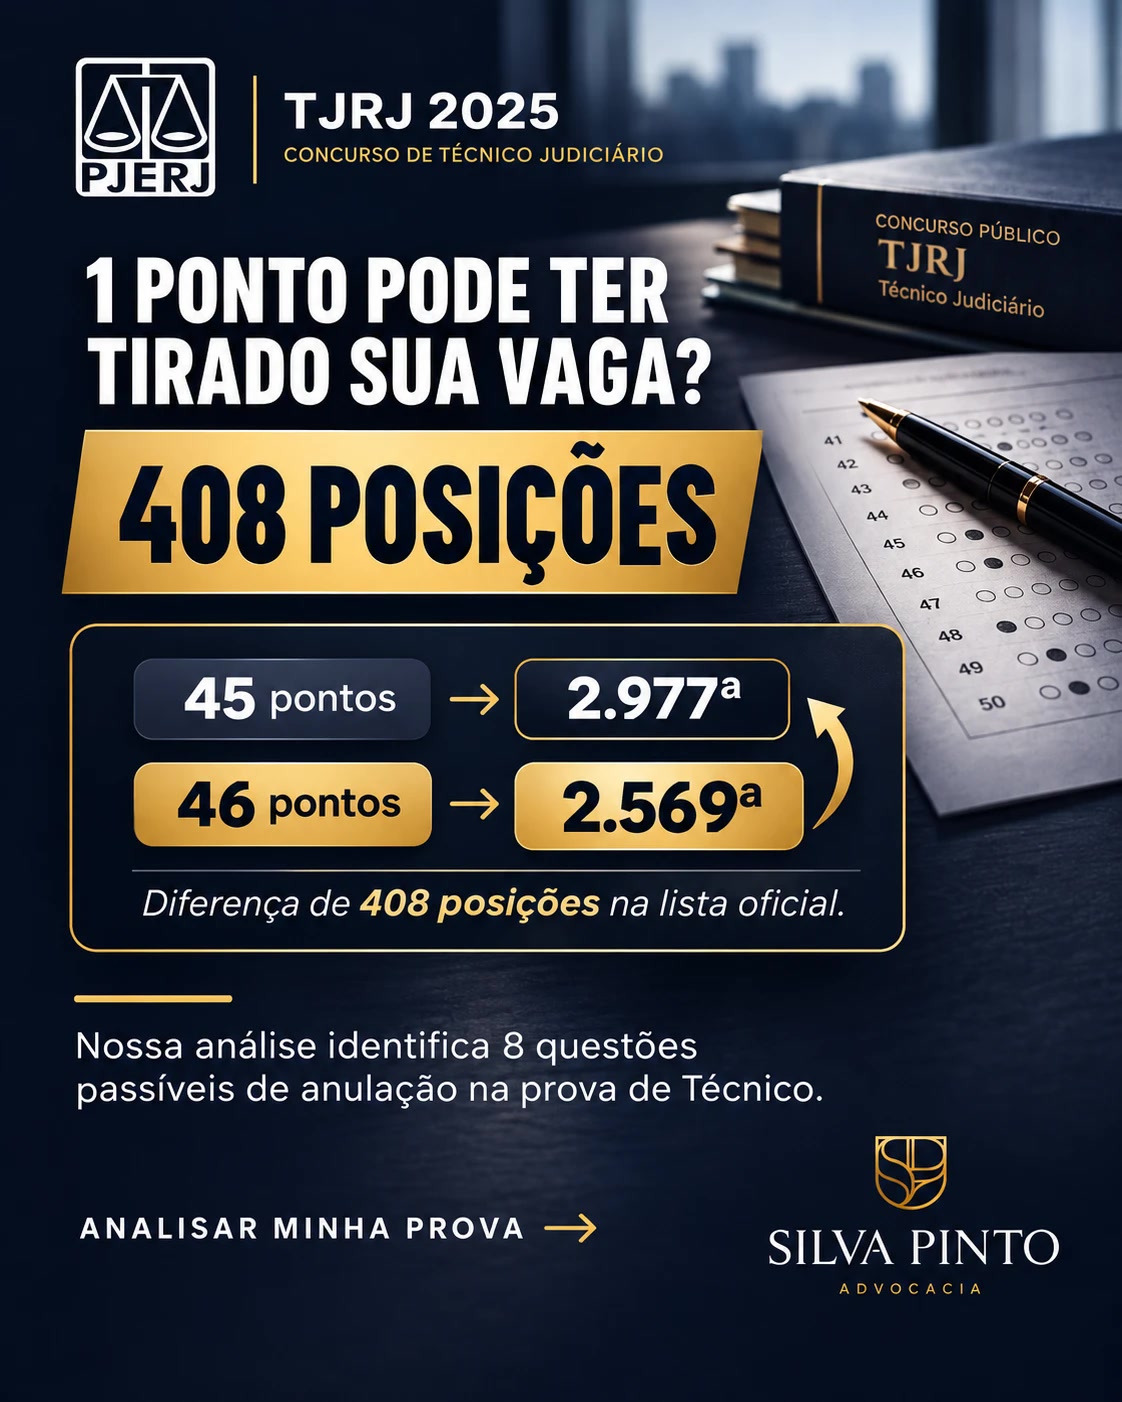 PJERJ
TJRJ 2025
CONCURSO DE TÉCNICO JUDICIÁRIO
CONCURSO PÚBLICO
TJRJ
Técnico Judiciário
1 PONTO PODE TER
TIRADO SUA VAGA?
408 POSIÇÕES
41
42
43
44
45
46
47
48
49
50
45 pontos → 2.977ª
46 pontos → 2.569ª
Diferença de 408 posições na lista oficial.
Nossa análise identifica 8 questões
passíveis de anulação na prova de Técnico.
ANALISAR MINHA PROVA →
SILVA PINTO
ADVOCACIA